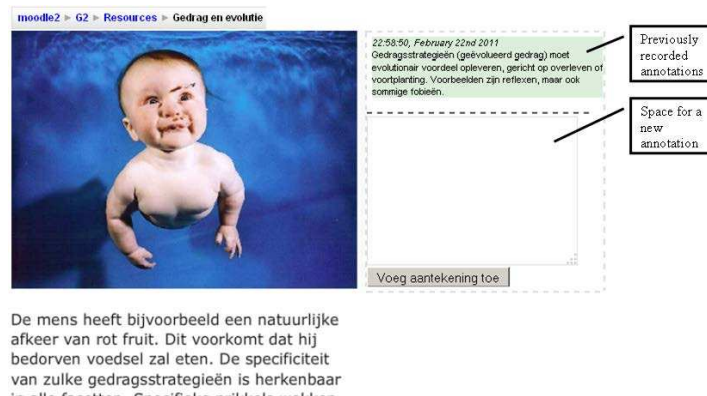 moodle2 ► G2 ► Resources ► Gedrag en evolutie
22:58:50, February 22nd 2011
Gedragsstrategieën (geëvolueerd gedrag) moet
evolutionair voordeel opleveren, gericht op overleven of
voortplanting. Voorbeelden zijn reflexen, maar ook
sommige fobieën.
Previously
recorded
annotations
Space for a
new
annotation
Voeg aantekening toe
De mens heeft bijvoorbeeld een natuurlijke
afkeer van rot fruit. Dit voorkomt dat hij
bedorven voedsel zal eten. De specificiteit
van zulke gedragsstrategieën is herkenbaar